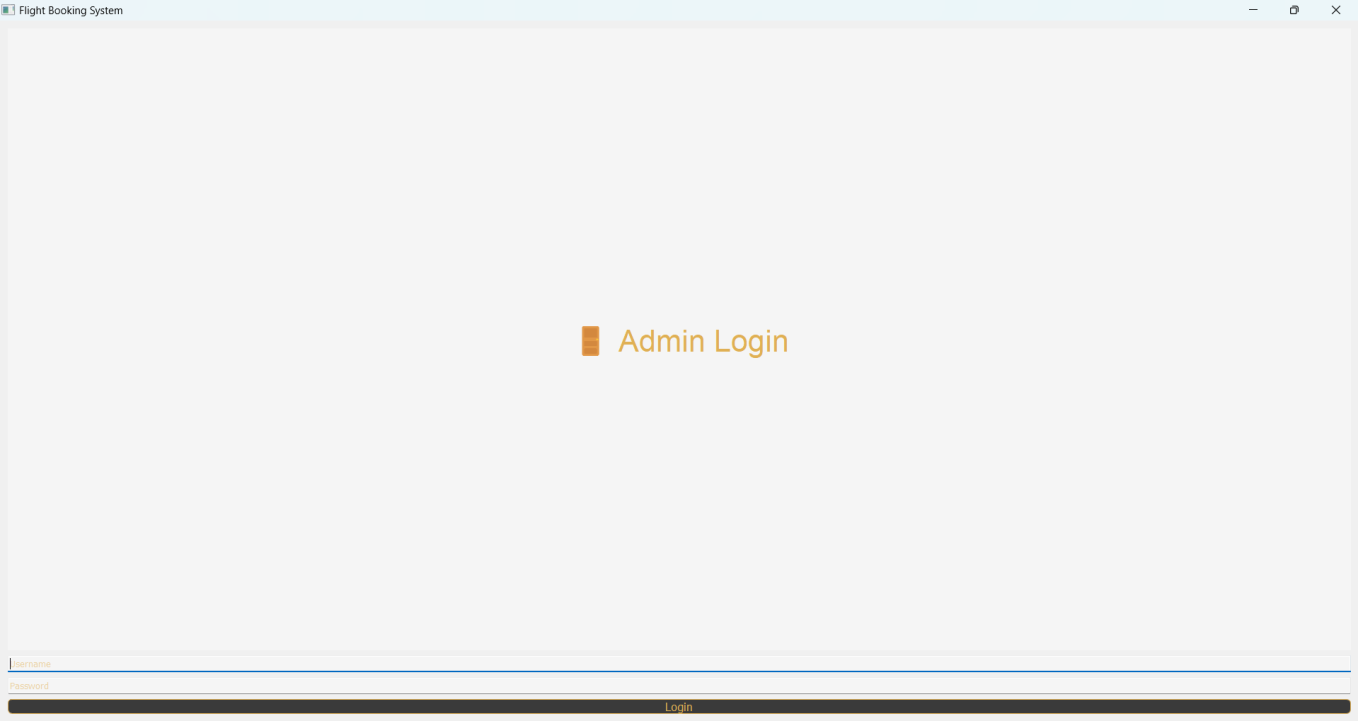 Flight Booking System
Admin Login
Username
Password
Login